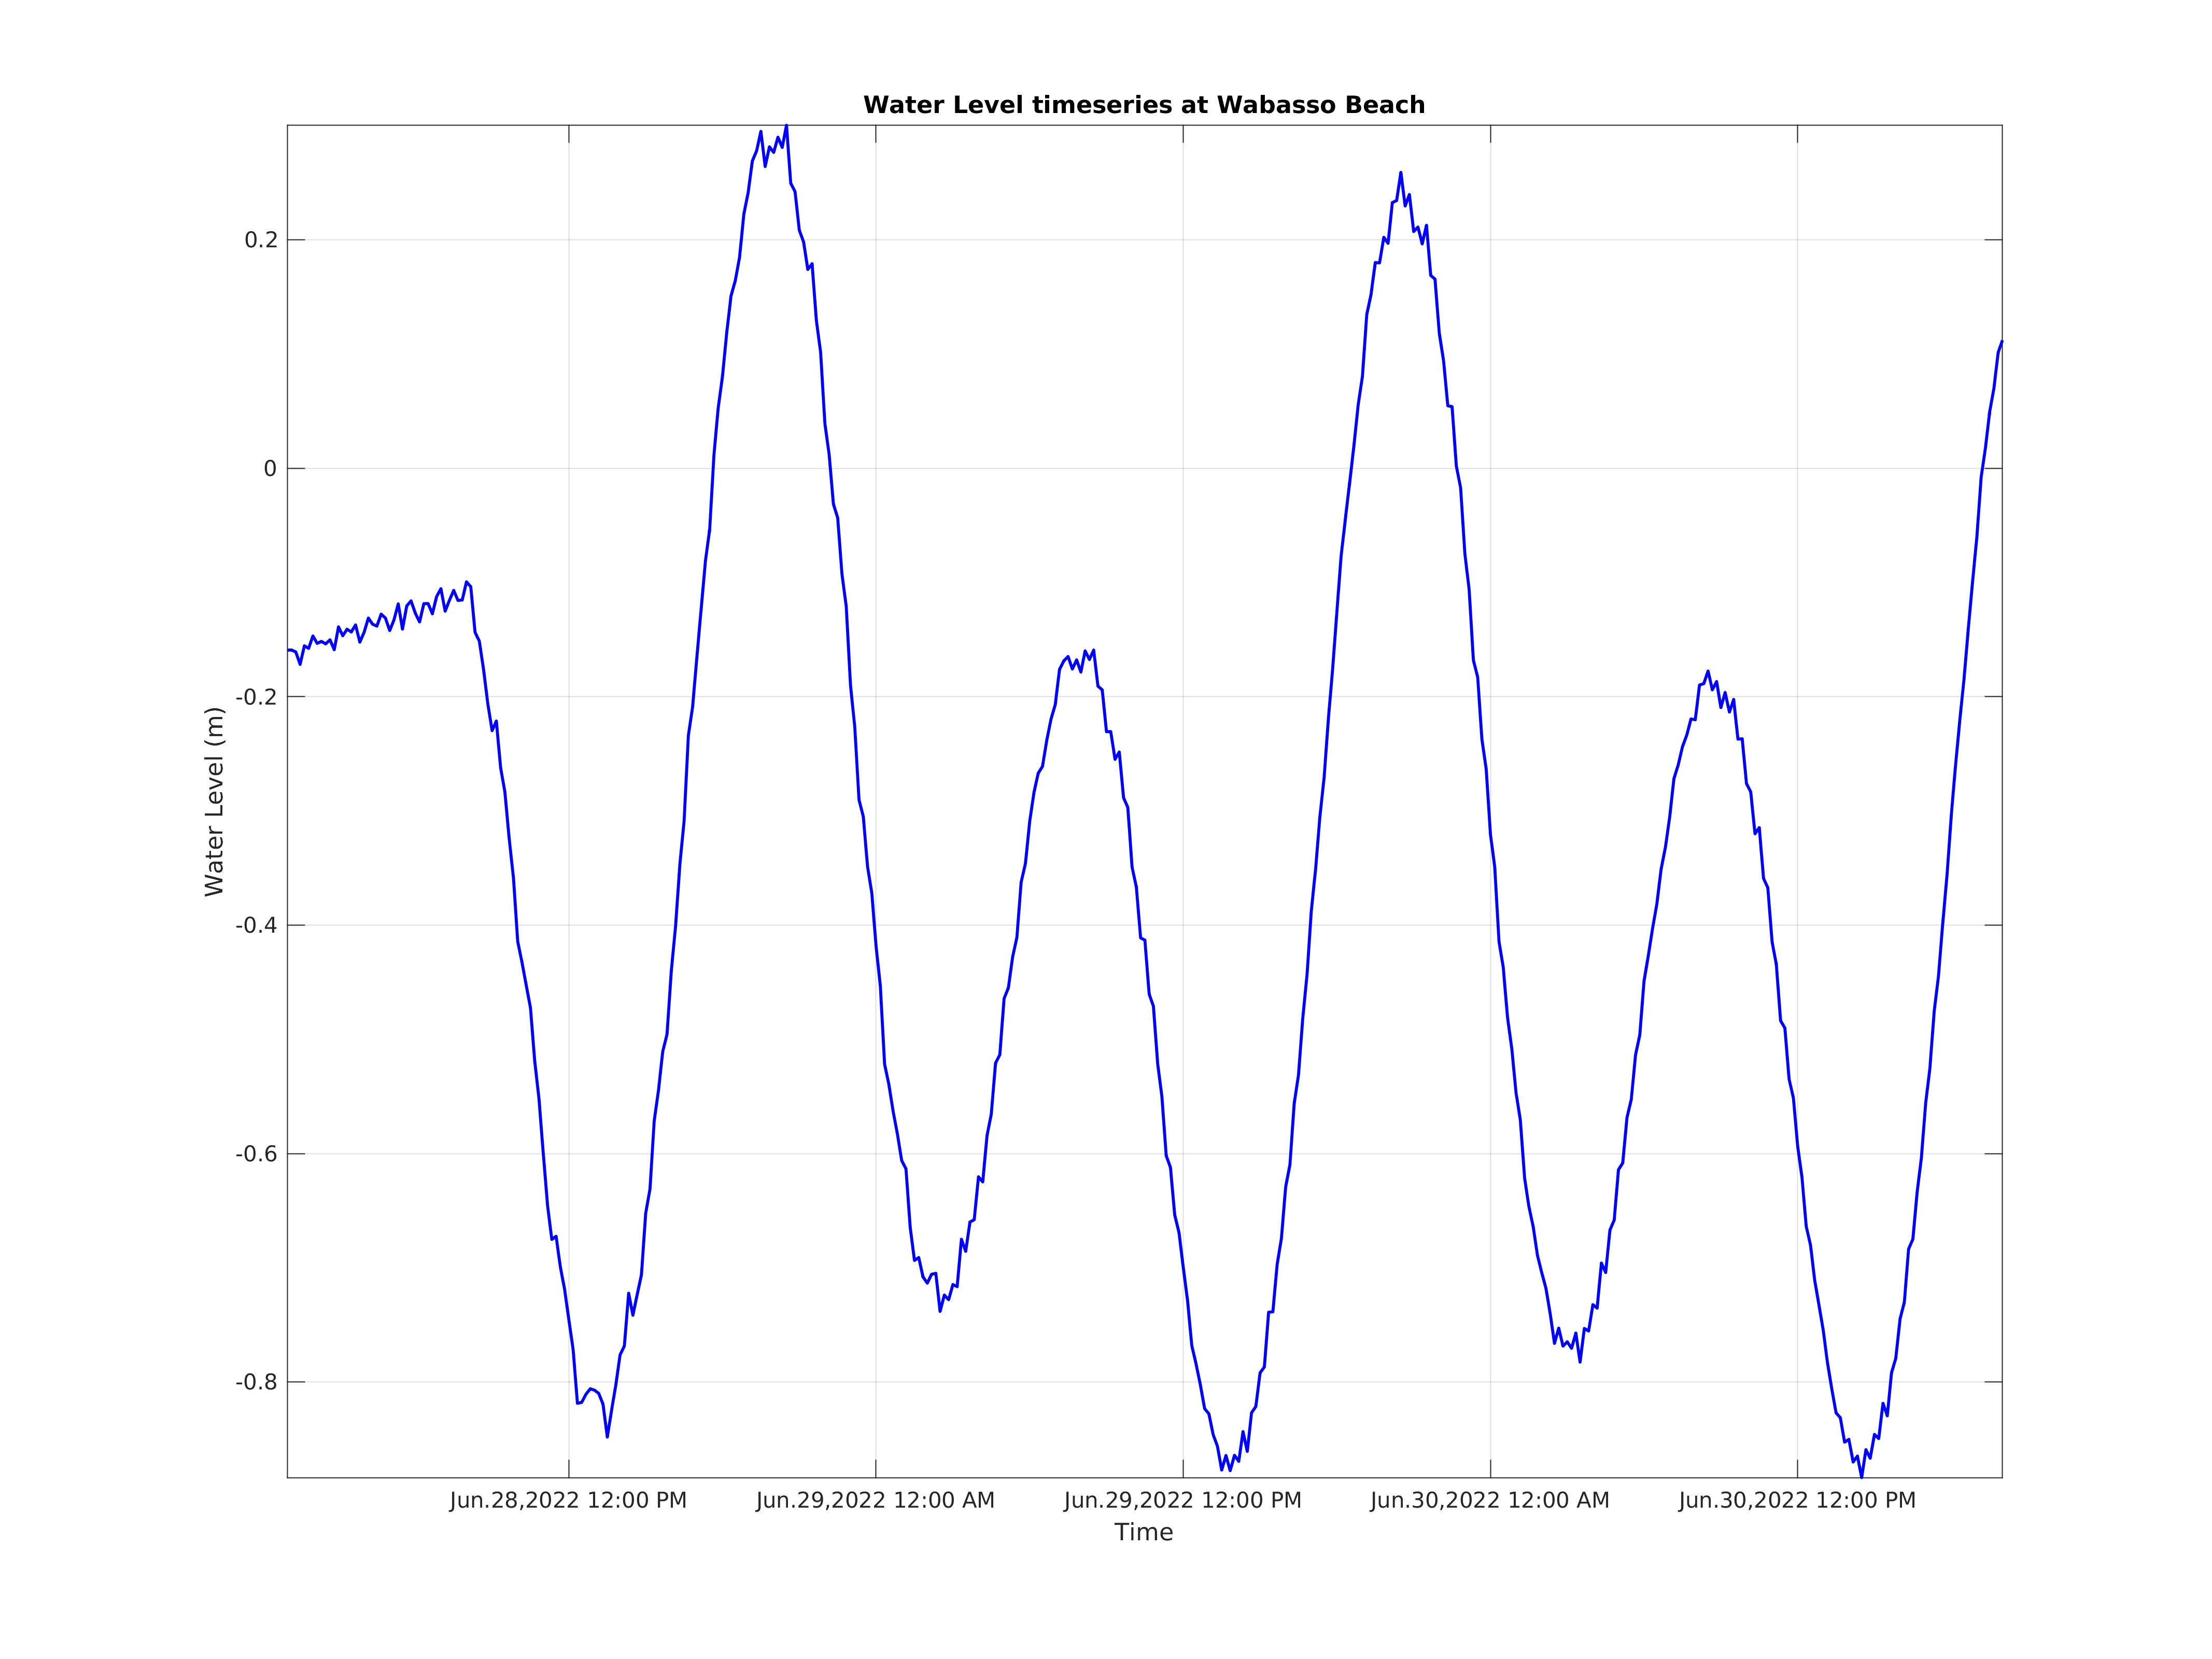 Water Level timeseries at Wabasso Beach
0.2
0
-0.2
-0.4
-0.6
-0.8
Water Level (m)
Jun.28,2022 12:00 PM
Jun.29,2022 12:00 AM
Jun.29,2022 12:00 PM
Jun.30,2022 12:00 AM
Jun.30,2022 12:00 PM
Time